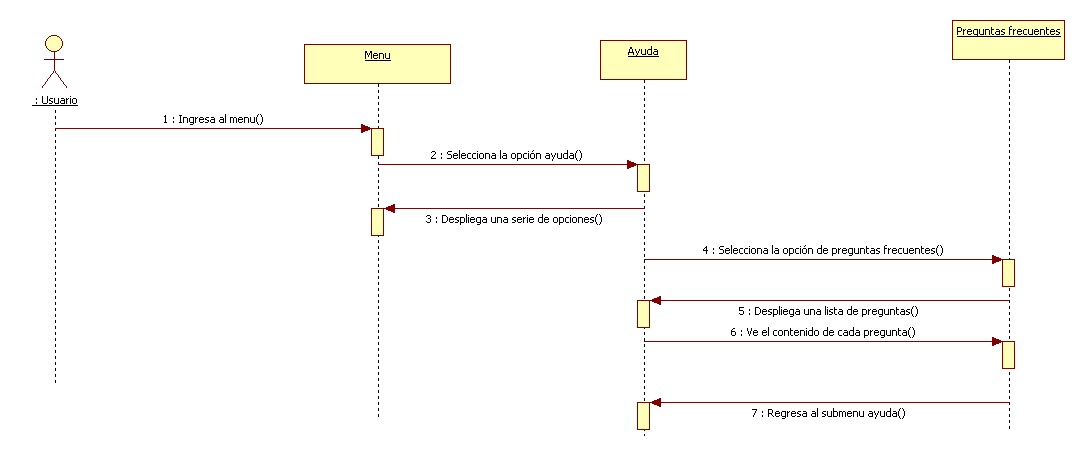 Preguntas frecuentes
Menu
Ayuda
: Usuario
1 : Ingresa al menu()
2 : Selecciona la opción ayuda()
3 : Despliega una serie de opciones()
4 : Selecciona la opción de preguntas frecuentes()
5 : Despliega una lista de preguntas()
6 : Ve el contenido de cada pregunta()
7 : Regresa al submenu ayuda()